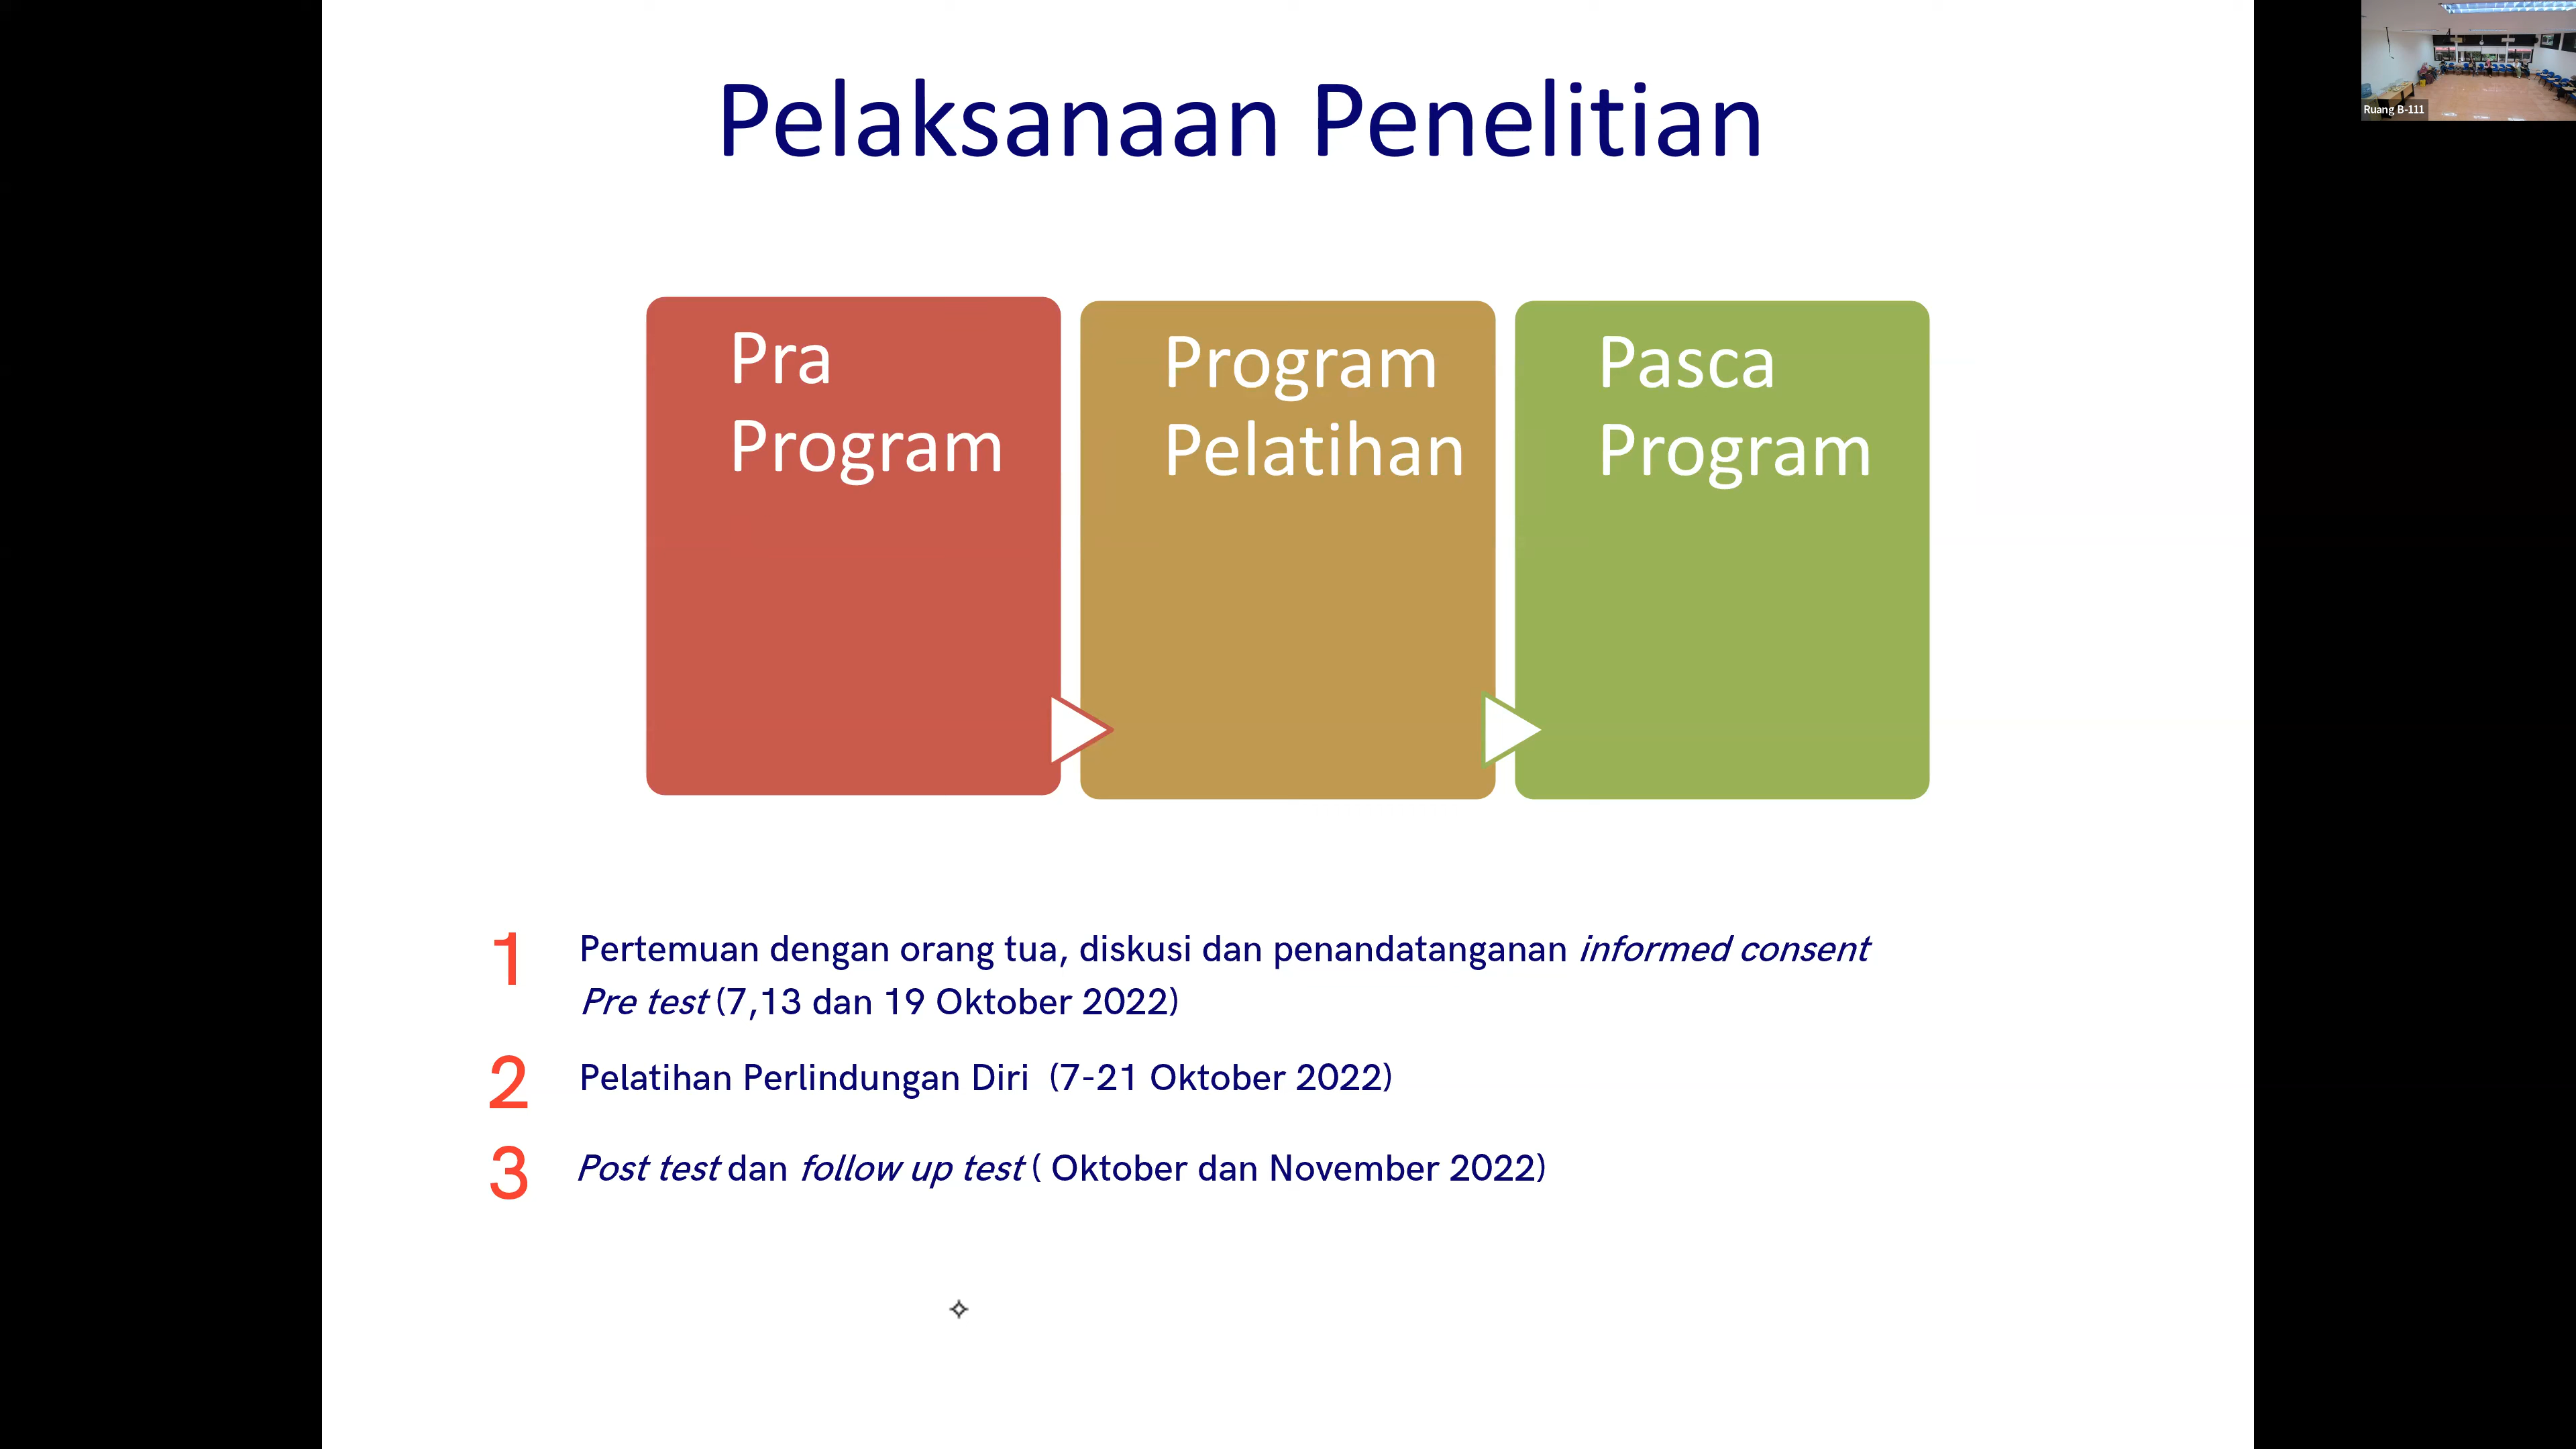 Pelaksanaan Penelitian
Ruang B-111
Pra
Program
Program
Pelatihan
Pasca
Program
1 Pertemuan dengan orang tua, diskusi dan penandatanganan informed consent
Pre test (7,13 dan 19 Oktober 2022)
2 Pelatihan Perlindungan Diri (7-21 Oktober 2022)
3 Post test dan follow up test ( Oktober dan November 2022)